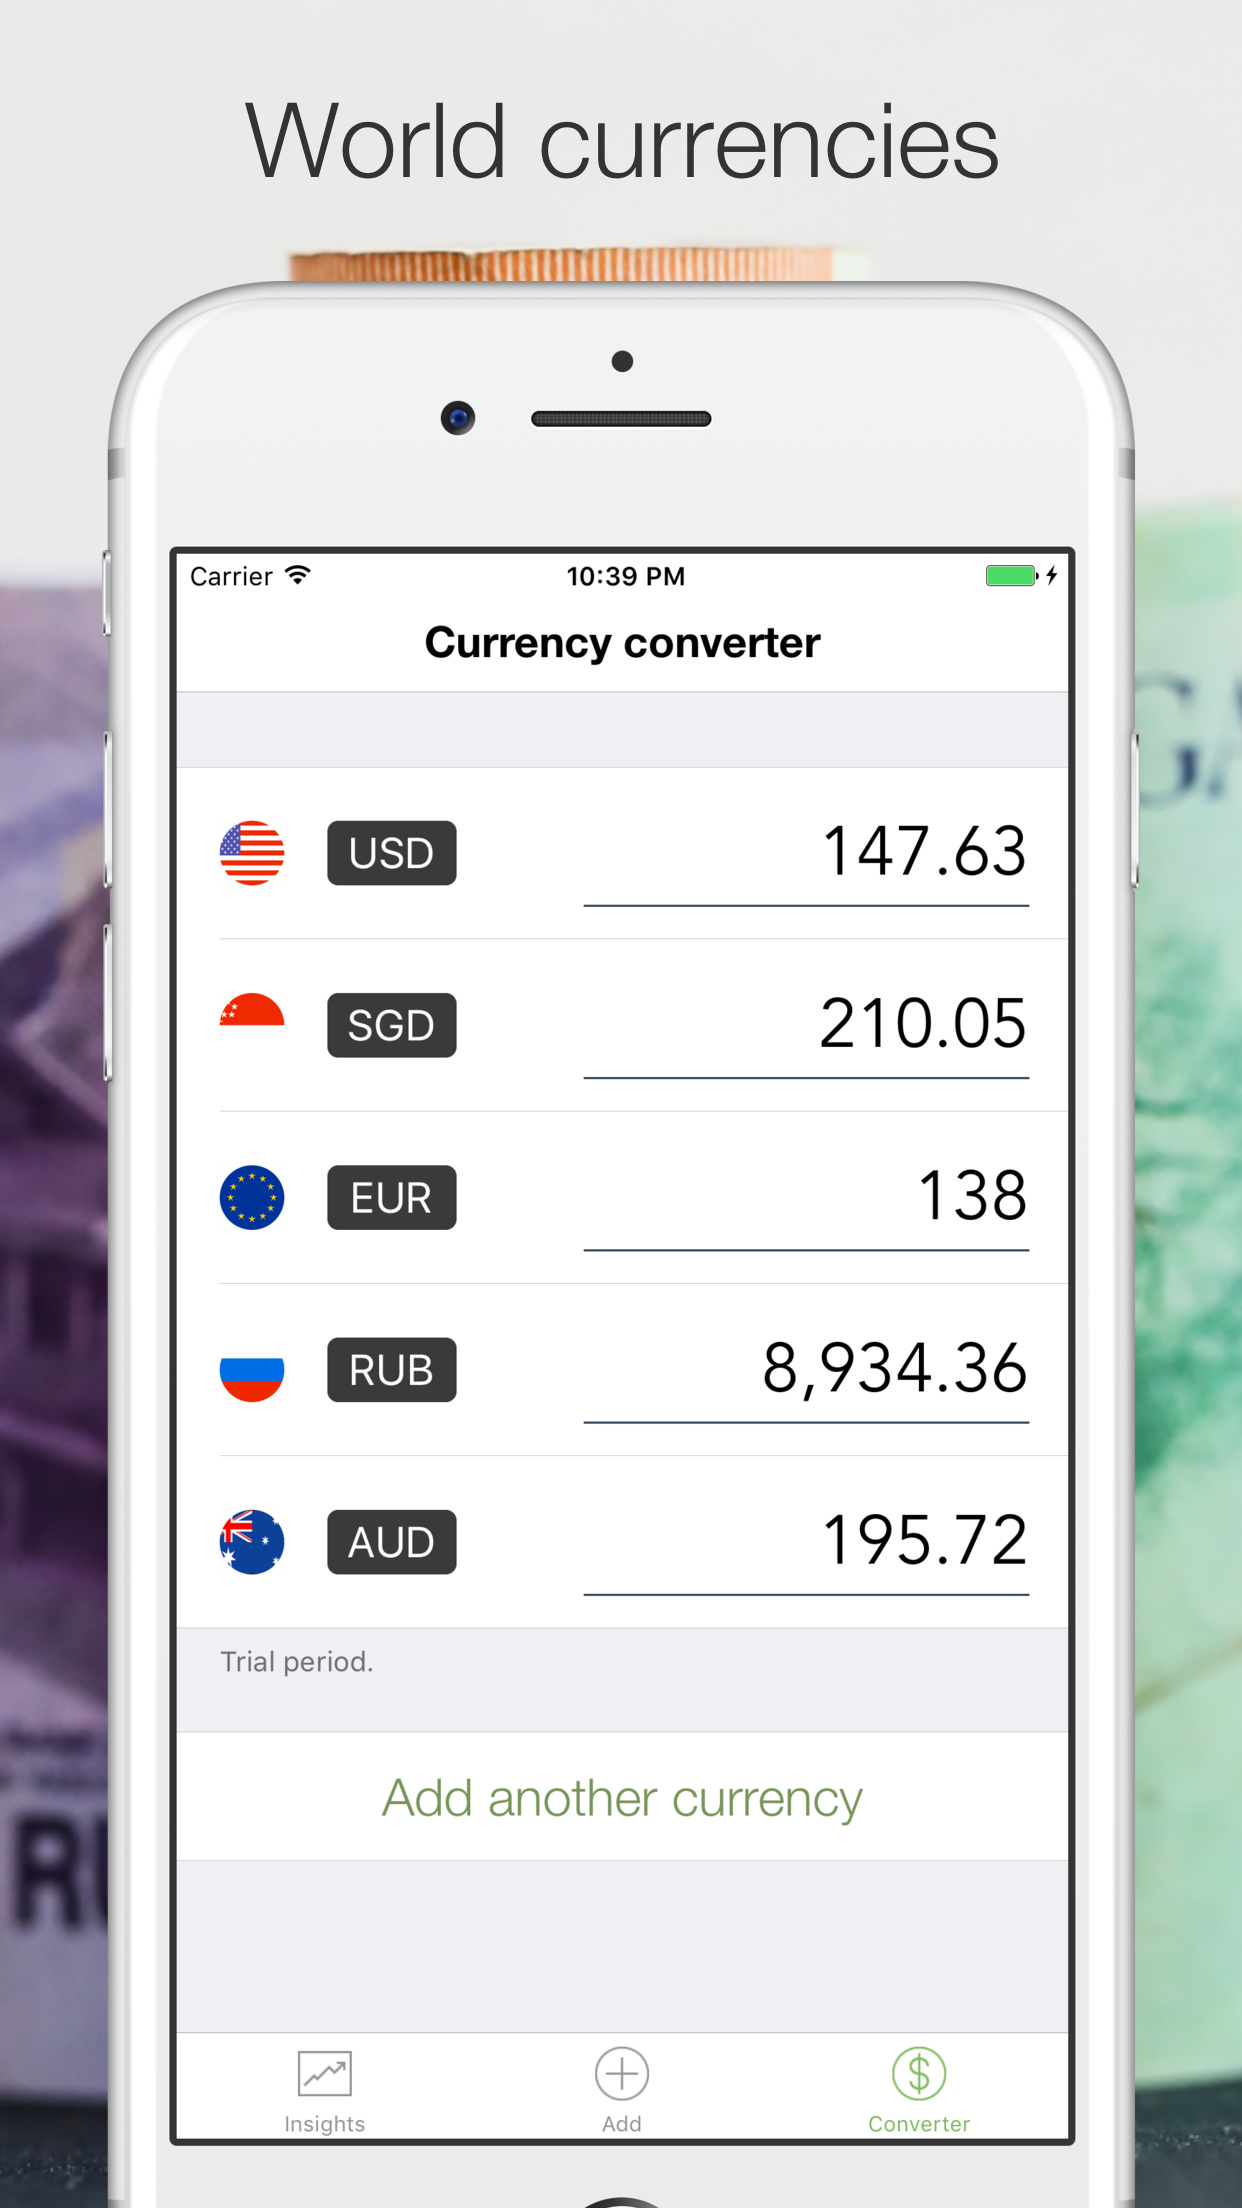 World currencies
Carrier 10:39 PM
Currency converter
USD 147.63
SGD 210.05
EUR 138
RUB 8,934.36
AUD 195.72
Trial period.
Add another currency
Insights Add Converter